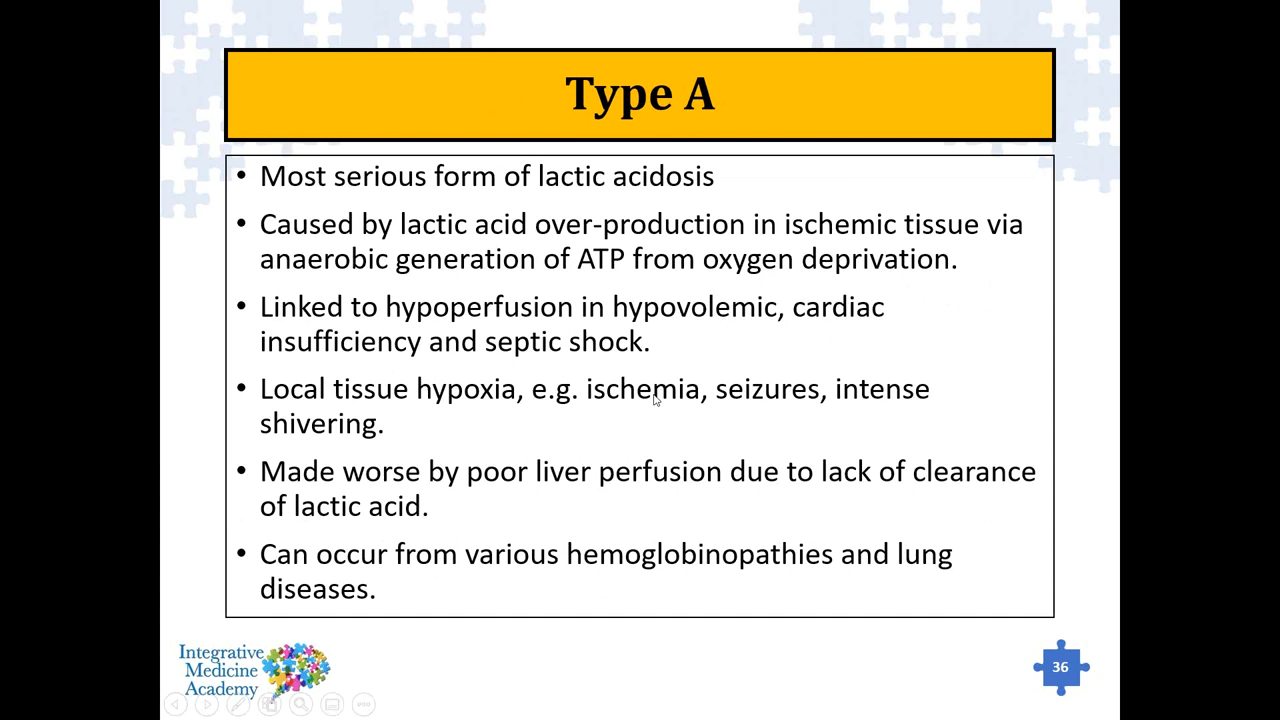 Type A
• Most serious form of lactic acidosis
• Caused by lactic acid over-production in ischemic tissue via
anaerobic generation of ATP from oxygen deprivation.
• Linked to hypoperfusion in hypovolemic, cardiac
insufficiency and septic shock.
• Local tissue hypoxia, e.g. ischemia, seizures, intense
shivering.
• Made worse by poor liver perfusion due to lack of clearance
of lactic acid.
• Can occur from various hemoglobinopathies and lung
diseases.
Integrative
Medicine
Academy
36